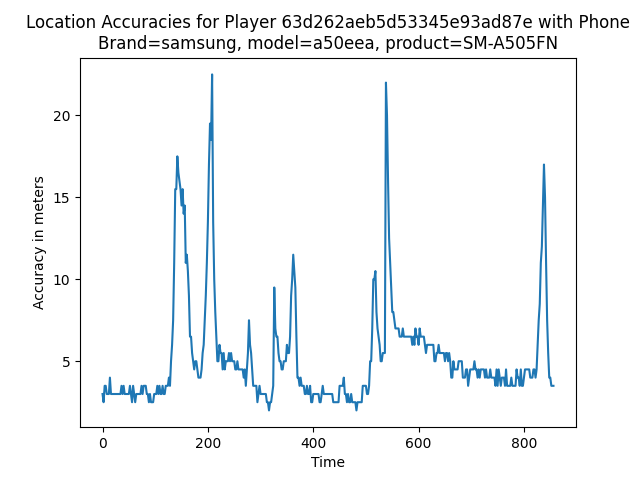 Location Accuracies for Player 63d262aeb5d53345e93ad87e with Phone
Brand=samsung, model=a50eea, product=SM-A505FN
20
15
10
5
Accuracy in meters
0 200 400 600 800
Time